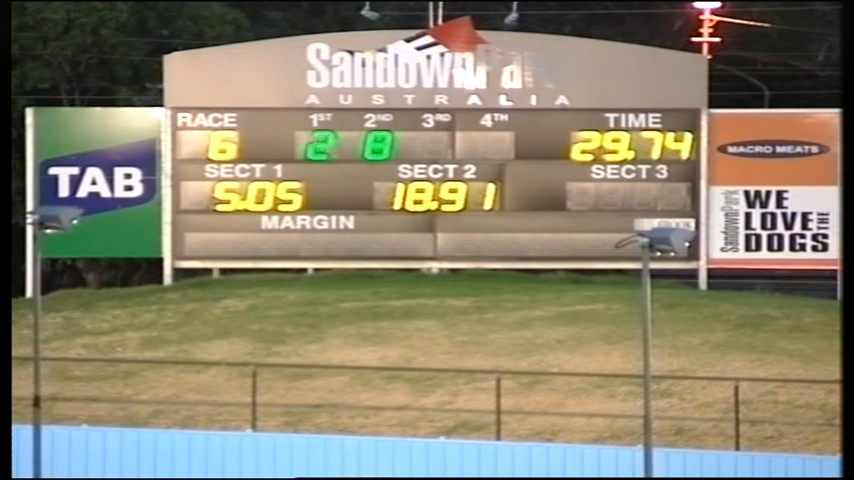 SandownPark
AUSTRALIA
RACE 1ST 2ND 3RD 4TH TIME
6 2 8 29.74
SECT 1 SECT 2 SECT 3
5.05 18.91
MARGIN
TAB
MACRO MEATS
SandownPark
WE
LOVE THE
DOGS